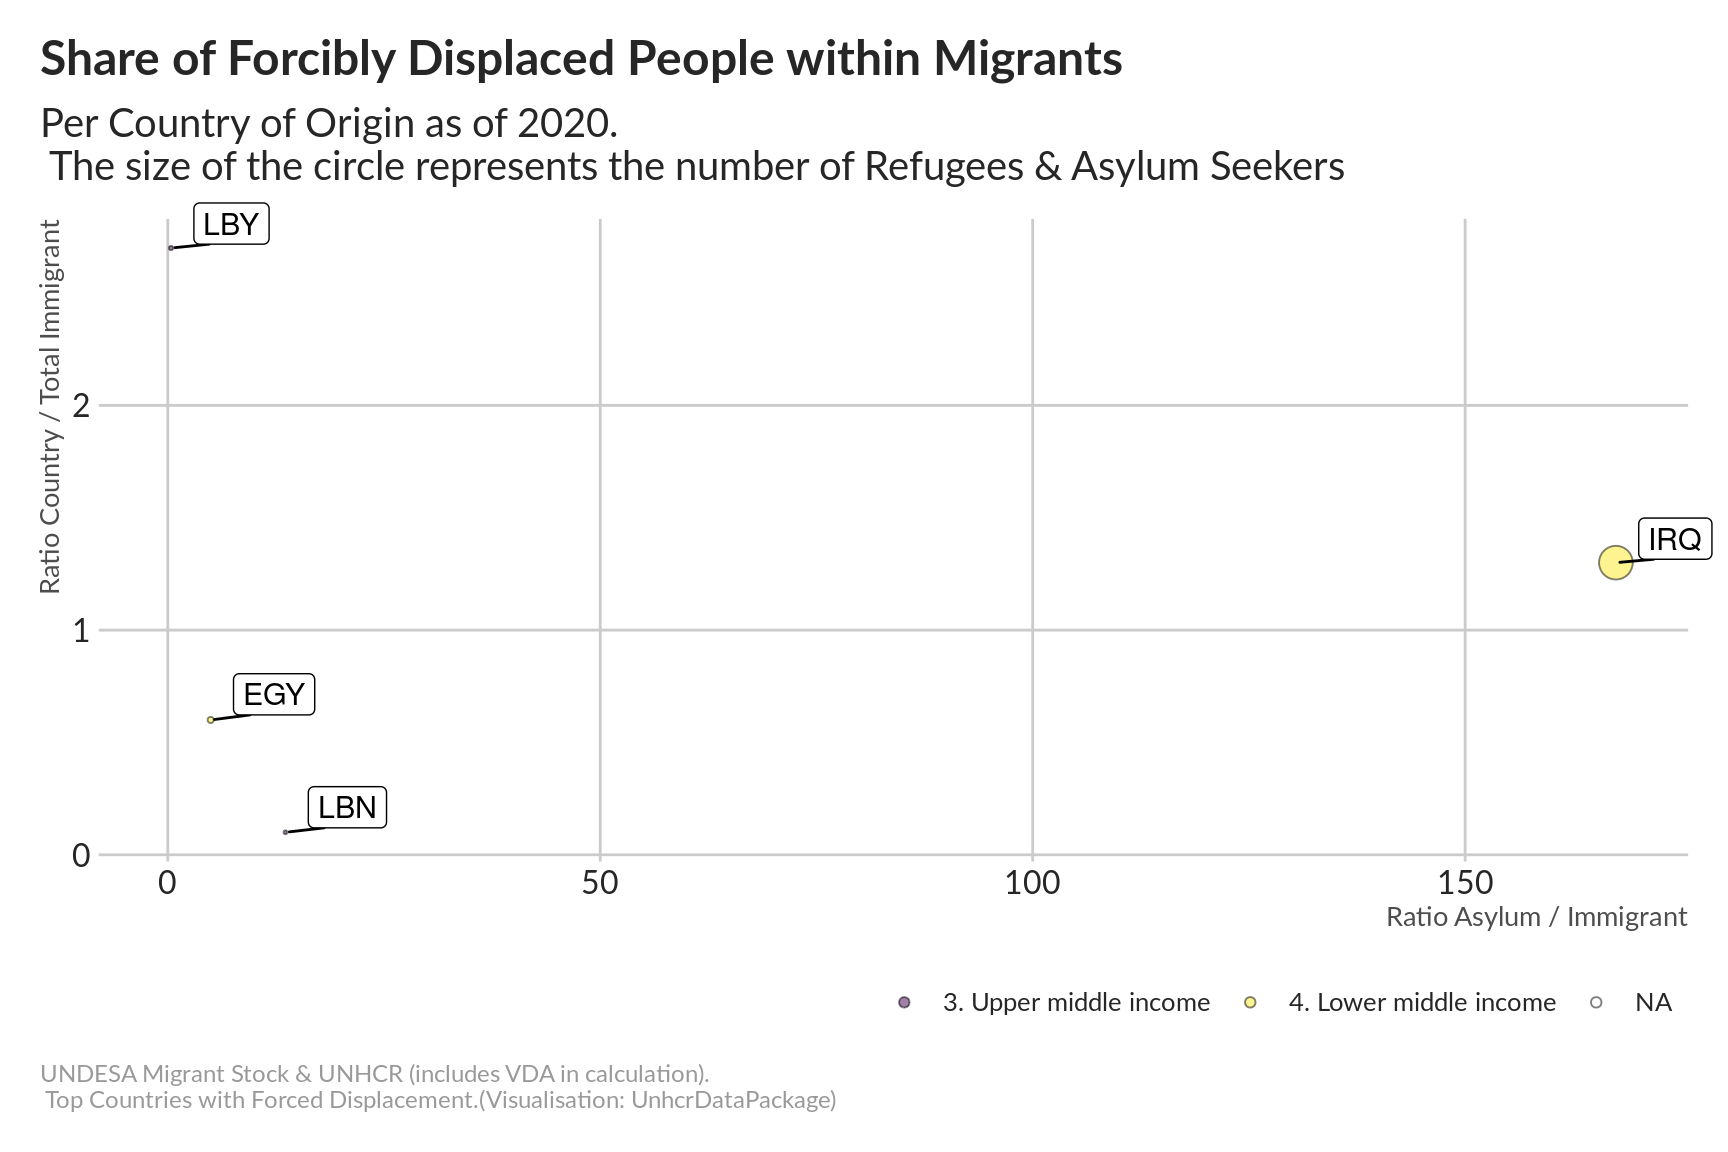 Share of Forcibly Displaced People within Migrants
Per Country of Origin as of 2020.
The size of the circle represents the number of Refugees & Asylum Seekers
Ratio Country / Total Immigrant
LBY
2
IRQ
1
EGY
LBN
0
0 50 100 150
Ratio Asylum / Immigrant
3. Upper middle income 4. Lower middle income NA
UNDESA Migrant Stock & UNHCR (includes VDA in calculation).
Top Countries with Forced Displacement.(Visualisation: UnhcrDataPackage)